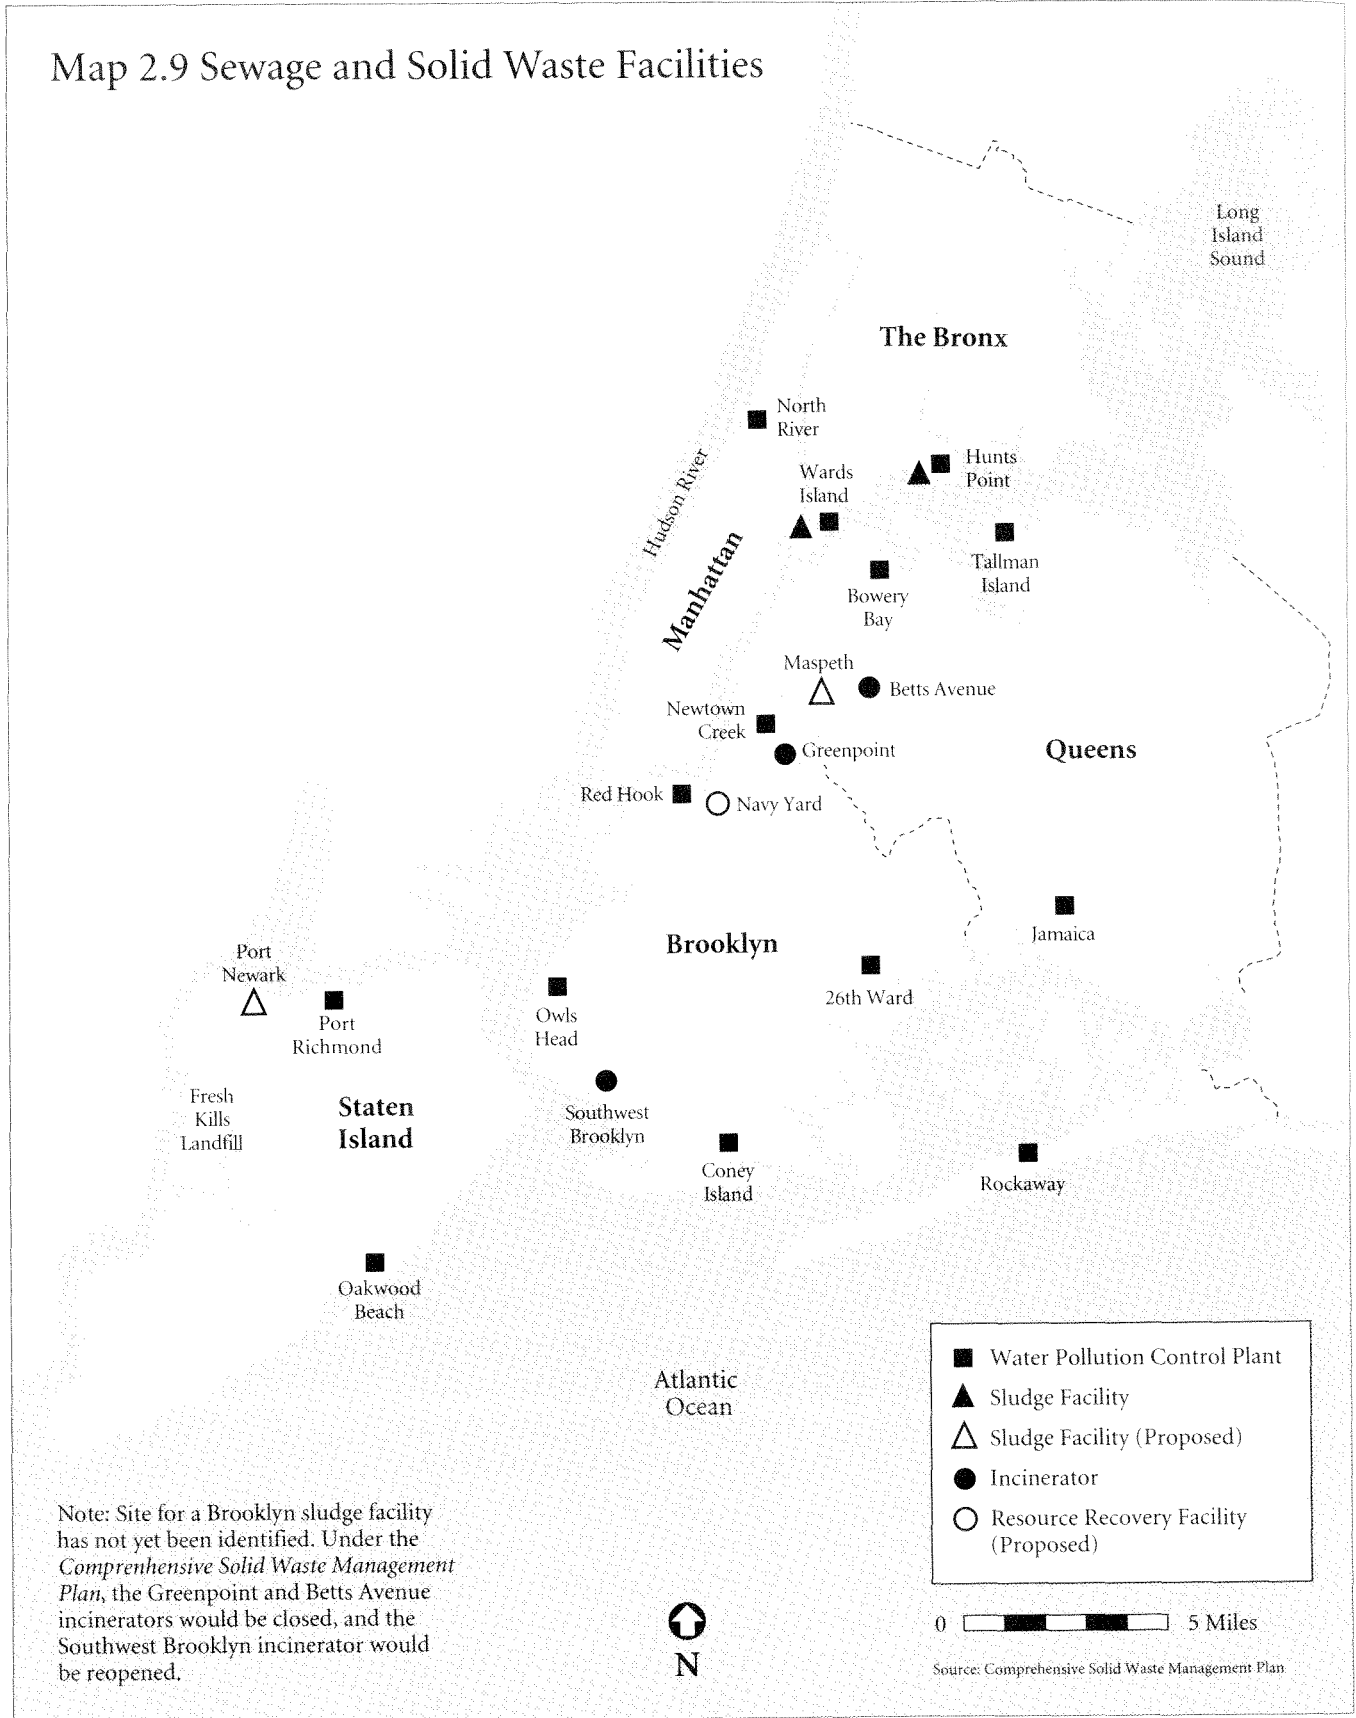 Map 2.9 Sewage and Solid Waste Facilities
Long
Island
Sound
The Bronx
North
River
Hudson River
Wards
Island
Hunts
Point
Manhattan
Tallman
Island
Bowery
Bay
Maspeth
Betts Avenue
Newtown
Creek
Greenpoint
Queens
Red Hook
Navy Yard
Jamaica
Brooklyn
Port
Newark
26th Ward
Owls
Head
Port
Richmond
Fresh
Kills
Landfill
Staten
Island
Southwest
Brooklyn
Coney
Island
Rockaway
Oakwood
Beach
Atlantic
Ocean
Water Pollution Control Plant
Sludge Facility
Sludge Facility (Proposed)
Incinerator
Resource Recovery Facility
(Proposed)
Note: Site for a Brooklyn sludge facility
has not yet been identified. Under the
Comprenhensive Solid Waste Management
Plan, the Greenpoint and Betts Avenue
incinerators would be closed, and the
Southwest Brooklyn incinerator would
be reopened.
N
0 5 Miles
Source: Comprehensive Solid Waste Management Plan